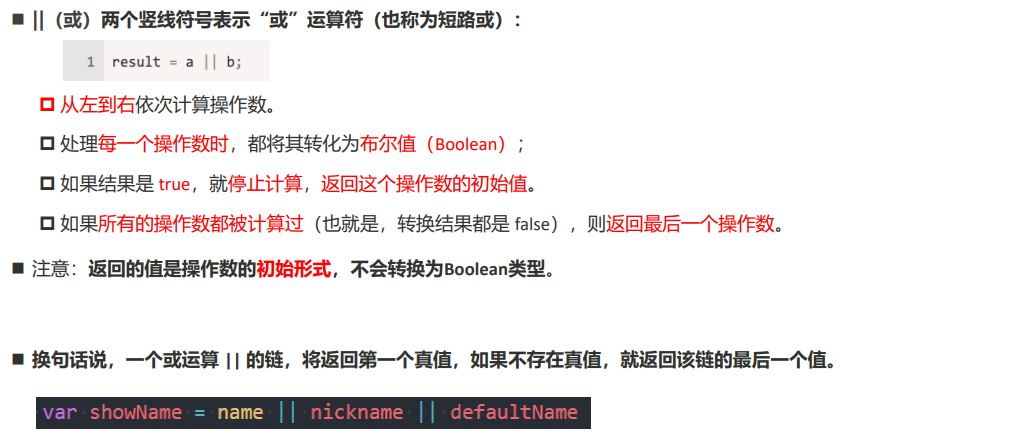 ||（或）两个竖线符号表示“或”运算符（也称为短路或）:
1 result = a || b;
从左到右依次计算操作数。
处理每一个操作数时，都将其转化为布尔值（Boolean）;
如果结果是 true，就停止计算，返回这个操作数的初始值。
如果所有的操作数都被计算过（也就是，转换结果都是 false），则返回最后一个操作数。
注意：返回的值是操作数的初始形式，不会转换为Boolean类型。
换句话说，一个或运算 || 的链，将返回第一个真值，如果不存在真值，就返回该链的最后一个值。
var showName = name || nickname || defaultName